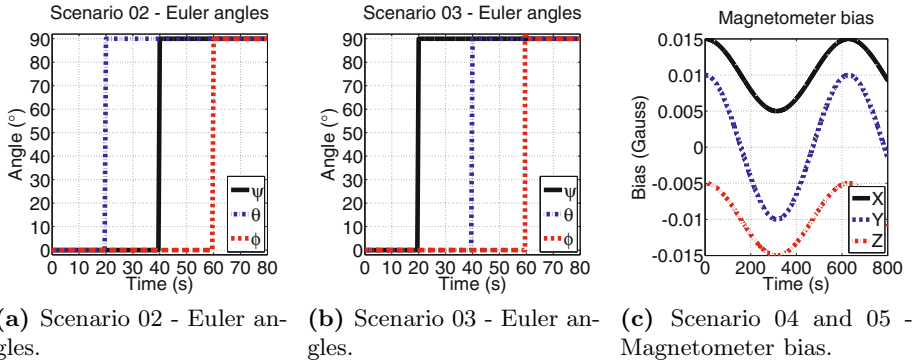 Scenario 02 - Euler angles
90
80
70
60
50
40
30
20
10
0
Angle (°)
ψ
θ
ϕ
0 10 20 30 40 50 60 70 80
Time (s)
Scenario 03 - Euler angles
90
80
70
60
50
40
30
20
10
0
Angle (°)
ψ
θ
ϕ
0 10 20 30 40 50 60 70 80
Time (s)
Magnetometer bias
0.015
0.01
0.005
0
-0.005
-0.01
-0.015
Bias (Gauss)
X
Y
Z
0 200 400 600 800
Time (s)
(a) Scenario 02 - Euler an-
gles.
(b) Scenario 03 - Euler an-
gles.
(c) Scenario 04 and 05 -
Magnetometer bias.